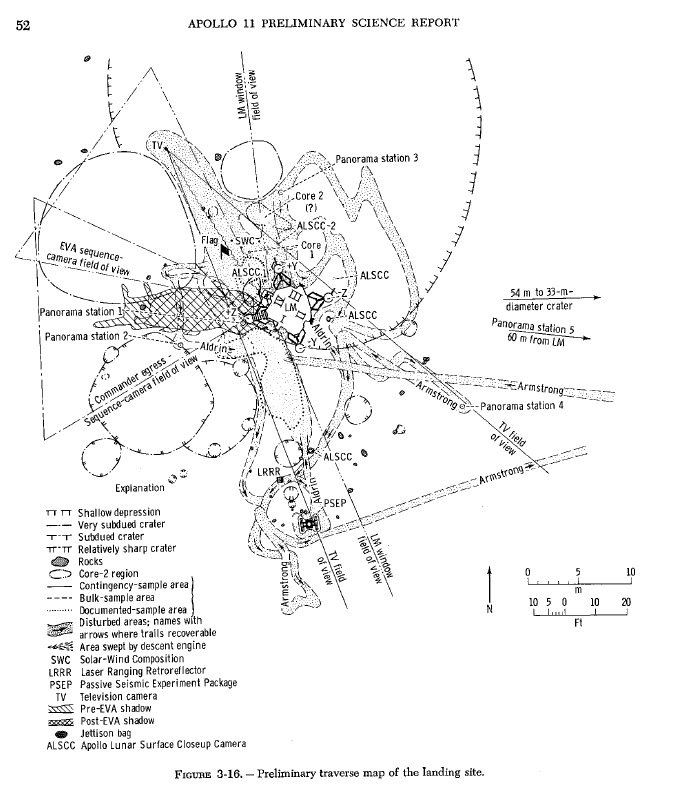 52
APOLLO 11 PRELIMINARY SCIENCE REPORT
LM window
field of view
TV
Panorama station 3
Core 2
(?)
ALSCC-2
Flag
SWC
Core
1
EVA sequence-
camera field of view
ALSCC
+Y
ALSCC
-Z
54 m to 33-m-
diameter crater
Panorama station 1
+Z
LM
ALSCC
Panorama station 5
60 m from LM
Panorama station 2
Aldrin
Aldrin
-Y
Commander egress
Sequence-camera field of view
Armstrong
Armstrong
Panorama station 4
TV field
of view
ALSCC
LRRR
Aldrin
Armstrong
Explanation
PSEP
Shallow depression
Very subdued crater
Subdued crater
Relatively sharp crater
Rocks
Core-2 region
Contingency-sample area
Bulk-sample area
Documented-sample area
Disturbed areas; names with
arrows where trails recoverable
Area swept by descent engine
SWC Solar-Wind Composition
LRRR Laser Ranging Retroreflector
PSEP Passive Seismic Experiment Package
TV Television camera
Pre-EVA shadow
Post-EVA shadow
Jettison bag
ALSCC Apollo Lunar Surface Closeup Camera
Armstrong
TV field
of view
LM window
field of view
N
0 5 10
m
10 5 0 10 20
Ft
FIGURE 3-16. — Preliminary traverse map of the landing site.